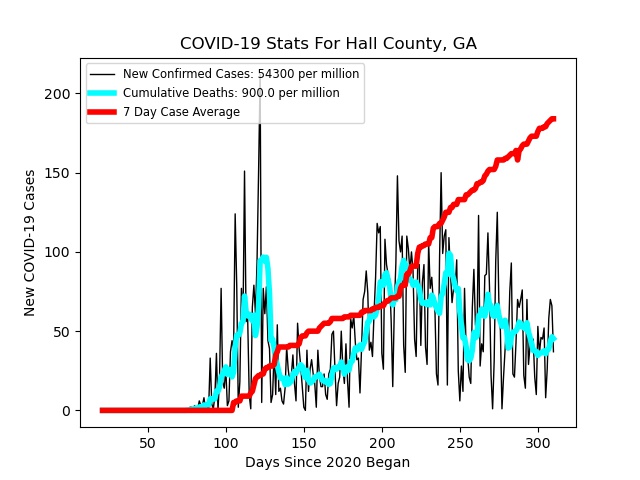 COVID-19 Stats For Hall County, GA
New Confirmed Cases: 54300 per million
Cumulative Deaths: 900.0 per million
7 Day Case Average
New COVID-19 Cases
200
150
100
50
0
50 100 150 200 250 300
Days Since 2020 Began